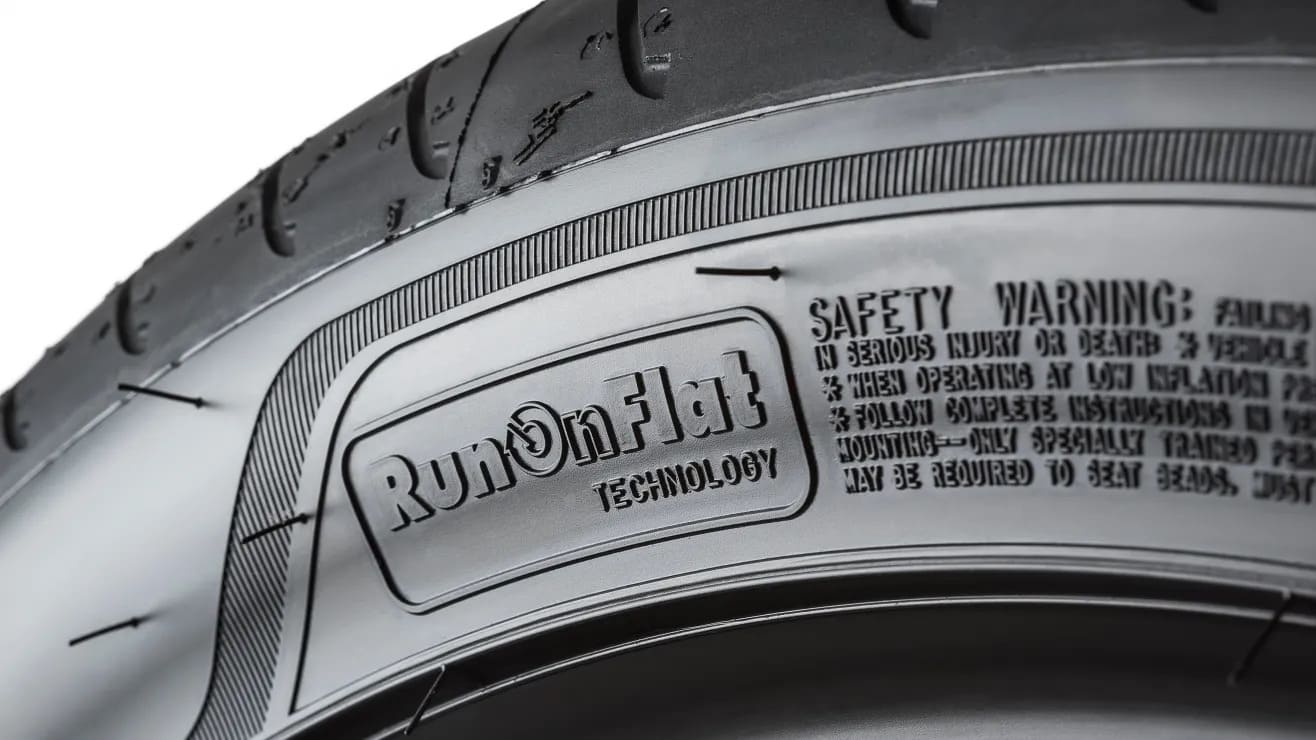 RunOnFlat
TECHNOLOGY
SAFETY WARNING:
IN SERIOUS INJURY OR DEATH: * VEHICLE
* WHEN OPERATING AT LOW INFLATION
* FOLLOW COMPLETE INSTRUCTIONS IN
MOUNTING—ONLY SPECIALLY TRAINED
MAY BE REQUIRED TO SEAT BEADS.